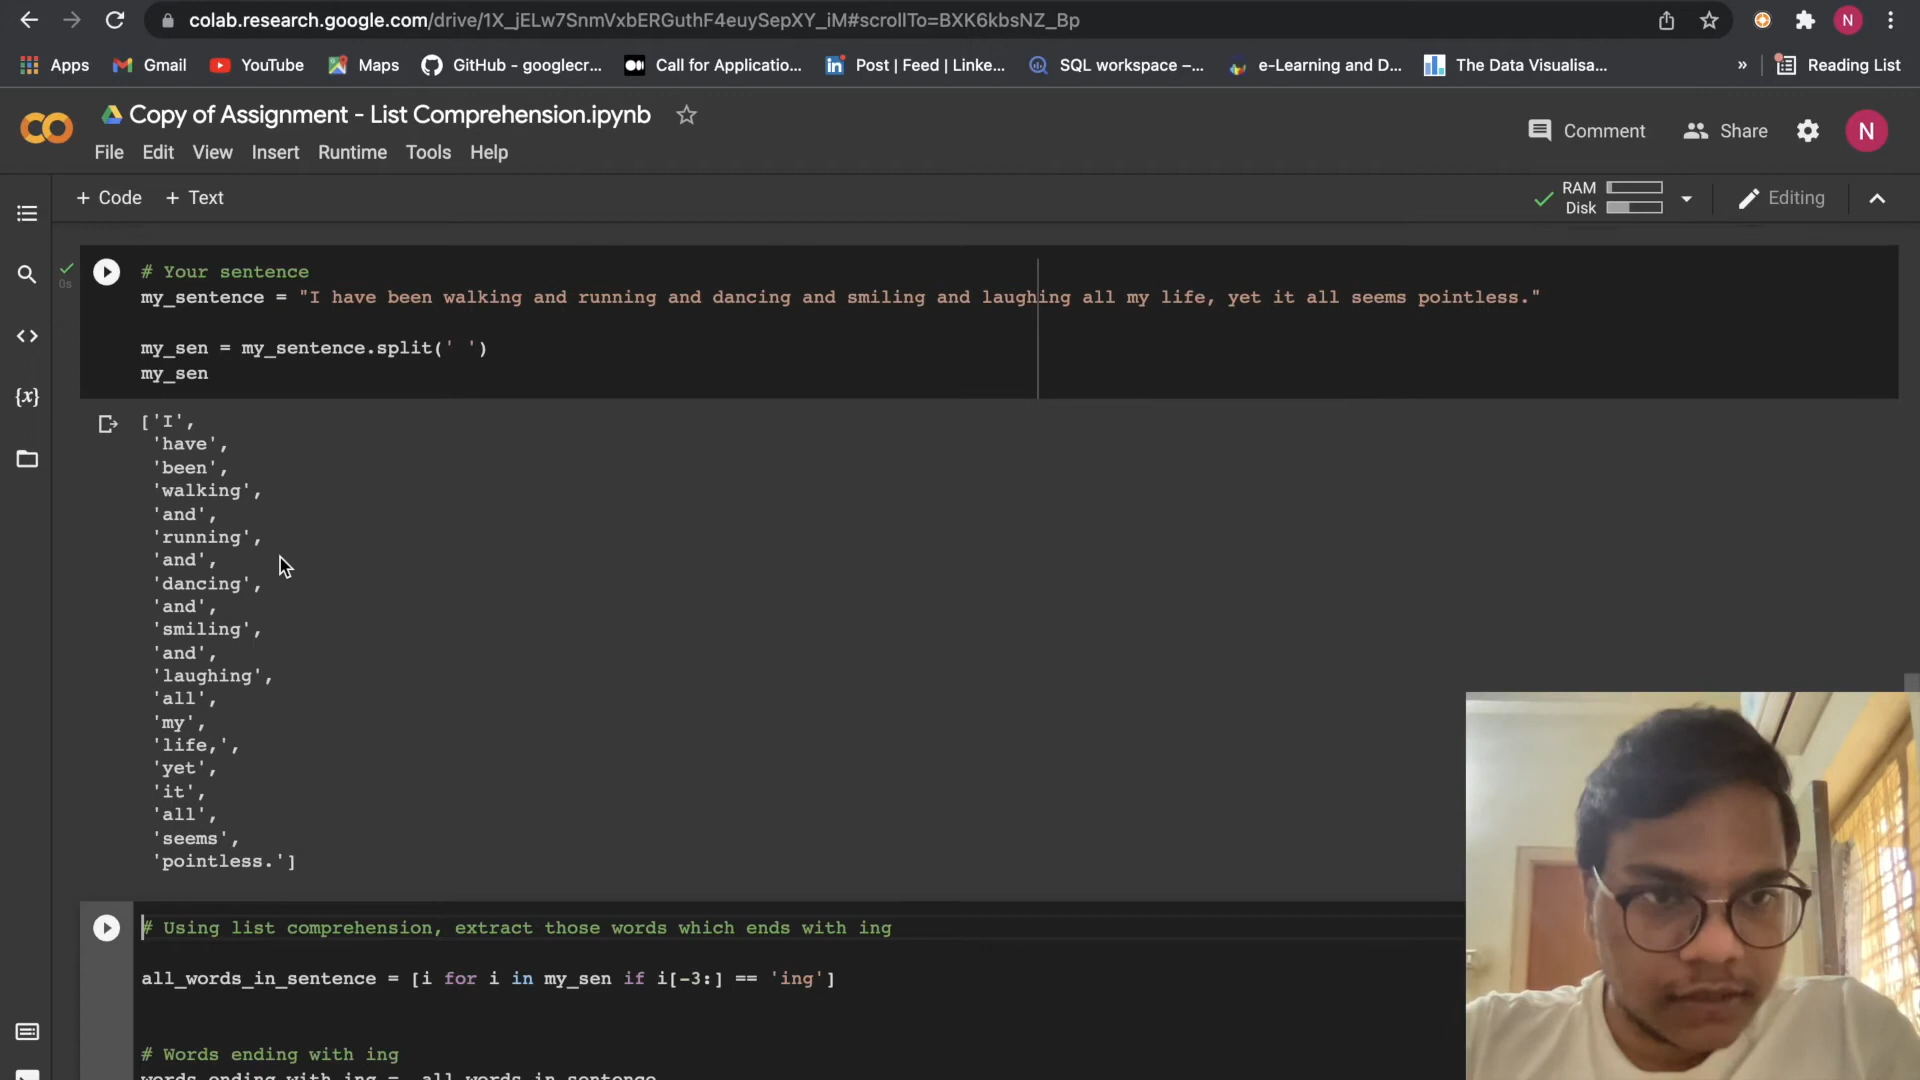 colab.research.google.com/drive/1X_jELw7SnmVxbERGuthF4euySepXY_iM#scrollTo=BXK6kbsNZ_Bp
N
Apps
Gmail
YouTube
Maps
GitHub - googlecr...
Call for Applicatio...
Post | Feed | Linke...
SQL workspace –...
e-Learning and D...
The Data Visualisa...
»
Reading List
Copy of Assignment - List Comprehension.ipynb
Comment
Share
N
File Edit View Insert Runtime Tools Help
+ Code + Text
RAM
Disk
Editing
0s
# Your sentence
my_sentence = "I have been walking and running and dancing and smiling and laughing all my life, yet it all seems pointless."
my_sen = my_sentence.split(' ')
my_sen
['I',
'have',
'been',
'walking',
'and',
'running',
'and',
'dancing',
'and',
'smiling',
'and',
'laughing',
'all',
'my',
'life,',
'yet',
'it',
'all',
'seems',
'pointless.']
# Using list comprehension, extract those words which ends with ing
all_words_in_sentence = [i for i in my_sen if i[-3:] == 'ing']
# Words ending with ing
words_ending_with_ing = all_words_in_sentence